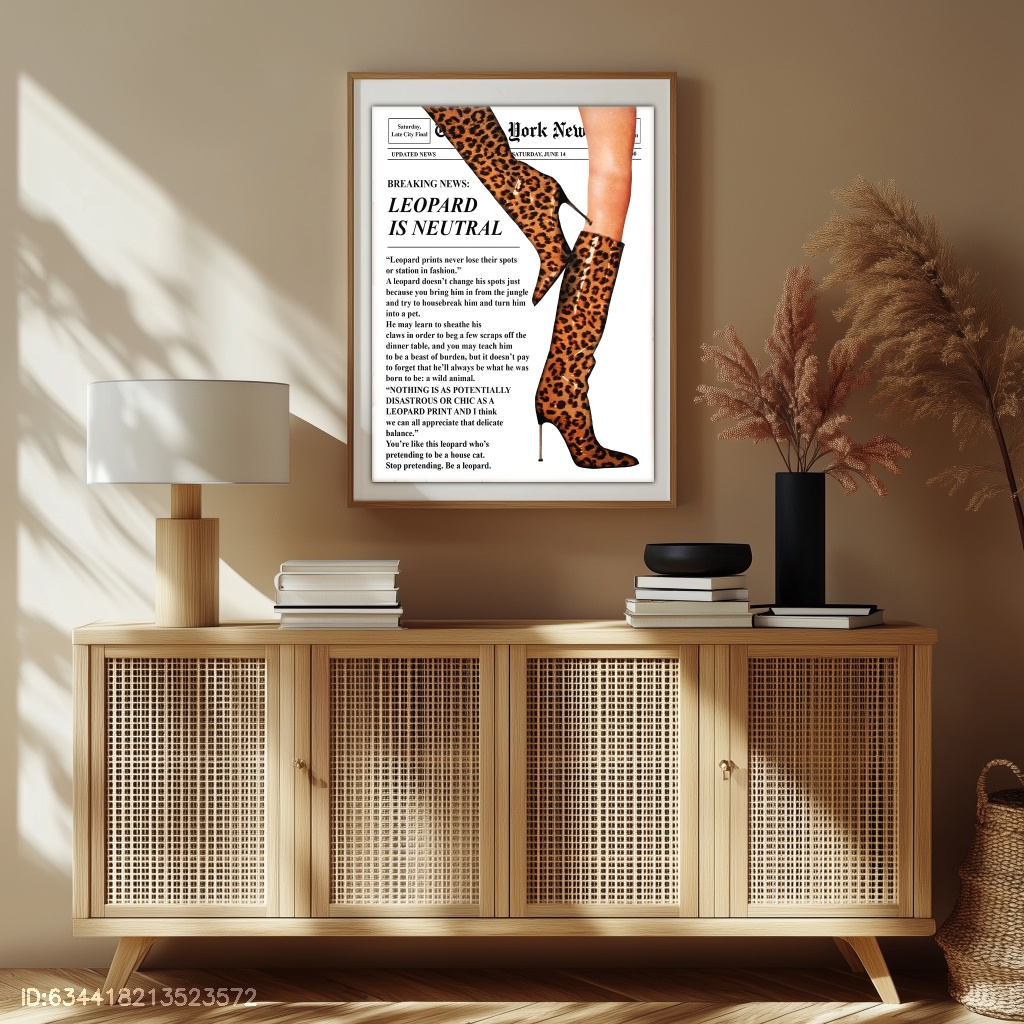 Saturday,
Late City Final
York New
UPDATED NEWS
SATURDAY, JUNE 14
BREAKING NEWS:
LEOPARD
IS NEUTRAL
“Leopard prints never lose their spots
or station in fashion.”
A leopard doesn’t change his spots just
because you bring him in from the jungle
and try to housebreak him and turn him
into a pet.
He may learn to sheathe his
claws in order to beg a few scraps off the
dinner table, and you may teach him
to be a beast of burden, but it doesn’t pay
to forget that he’ll always be what he was
born to be: a wild animal.
“NOTHING IS AS POTENTIALLY
DISASTROUS OR CHIC AS A
LEOPARD PRINT AND I think
we can all appreciate that delicate
balance.”
You’re like this leopard who’s
pretending to be a house cat.
Stop pretending. Be a leopard.
ID:634418213523572